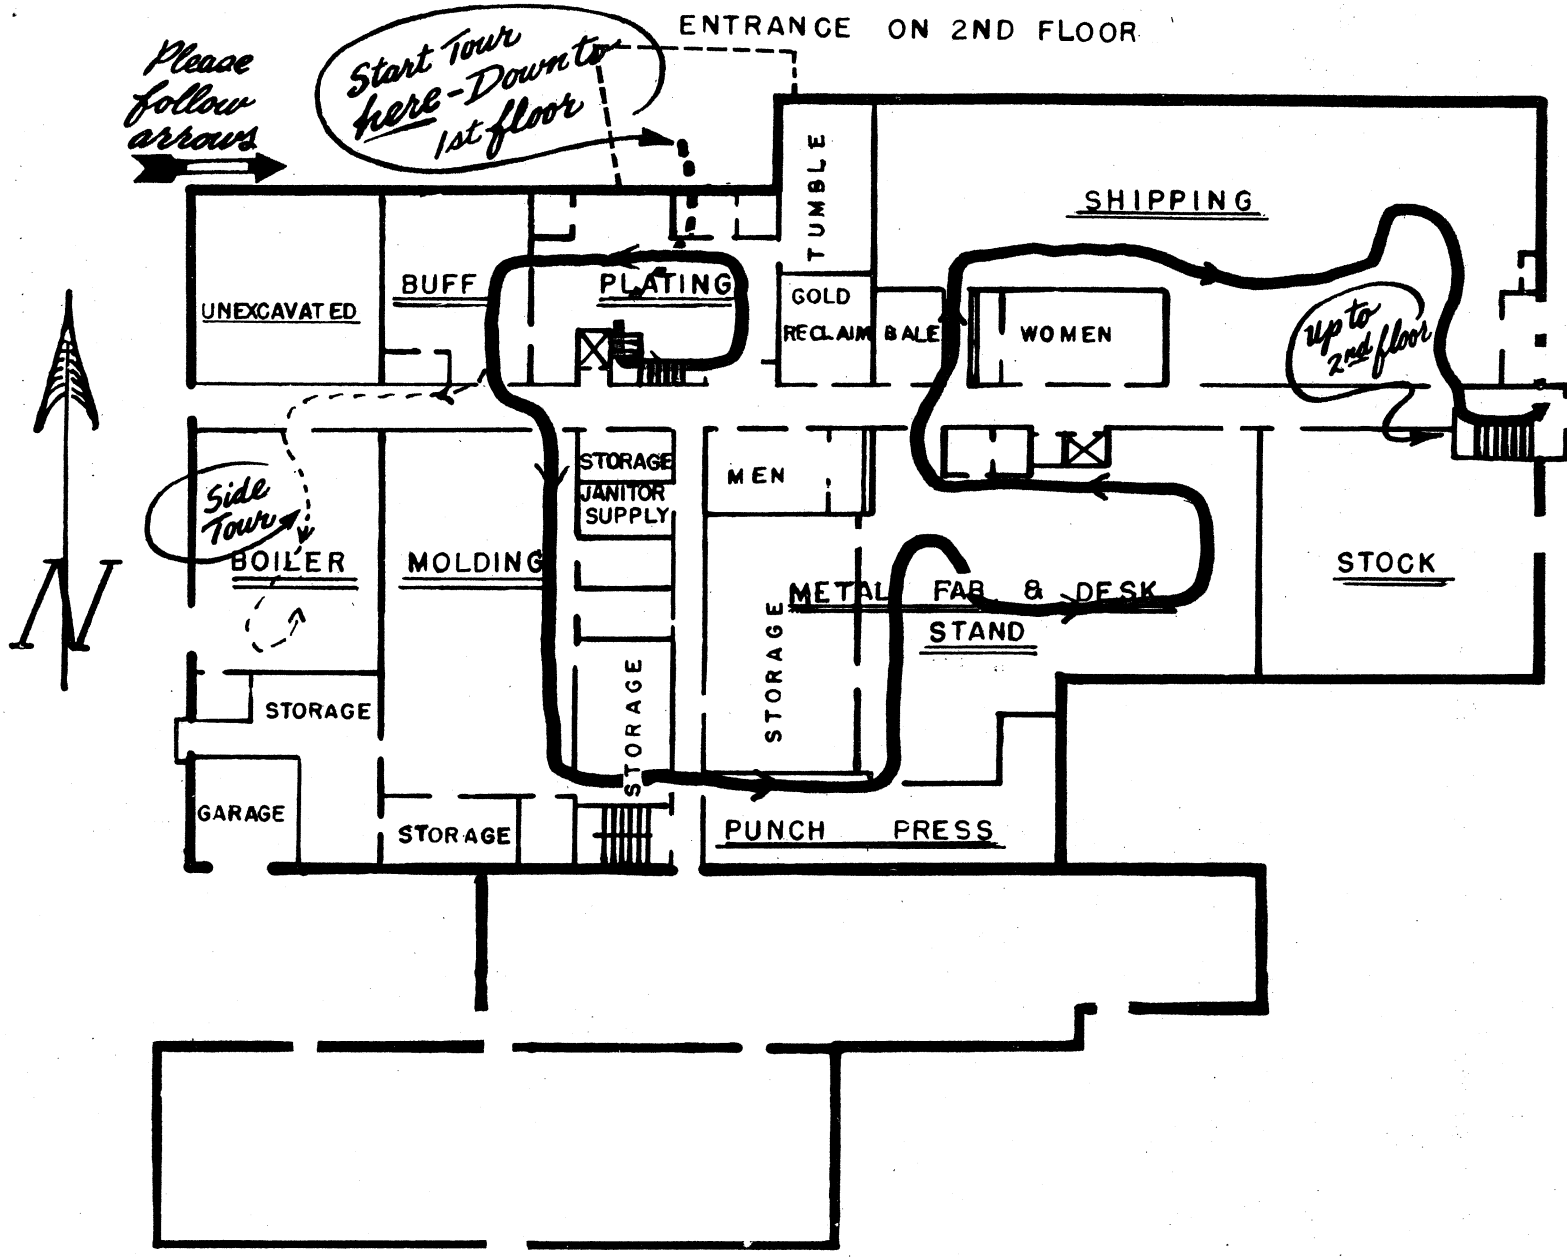 ENTRANCE ON 2ND FLOOR
Please
follow
arrows
Start Tour
here - Down to
1st floor
TUMBLE
SHIPPING
BUFF
PLATING
UNEXCAVATED
GOLD
RECLAIM
BALE
WOMEN
up to
2nd floor
STORAGE
JANITOR
SUPPLY
MEN
Side
Tour
BOILER
MOLDING
STOCK
METAL FAB & DESK
STAND
STORAGE
STORAGE
STORAGE
GARAGE
STORAGE
PUNCH PRESS
N